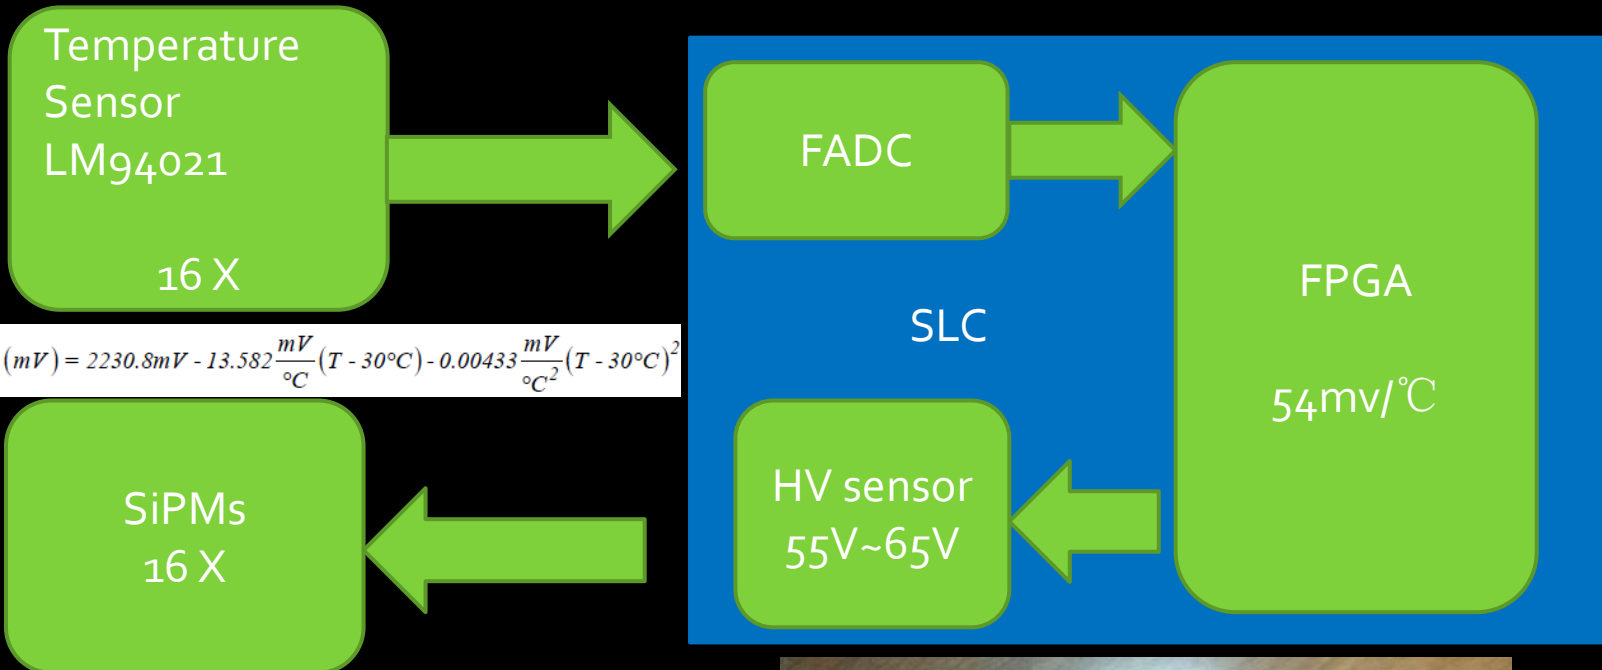 Temperature
Sensor
LM94021
16 X
(mV) = 2230.8mV - 13.582 mV/°C (T - 30°C) - 0.00433 mV/°C² (T - 30°C)²
SiPMs
16 X
FADC
SLC
HV sensor
55V~65V
FPGA
54mv/℃